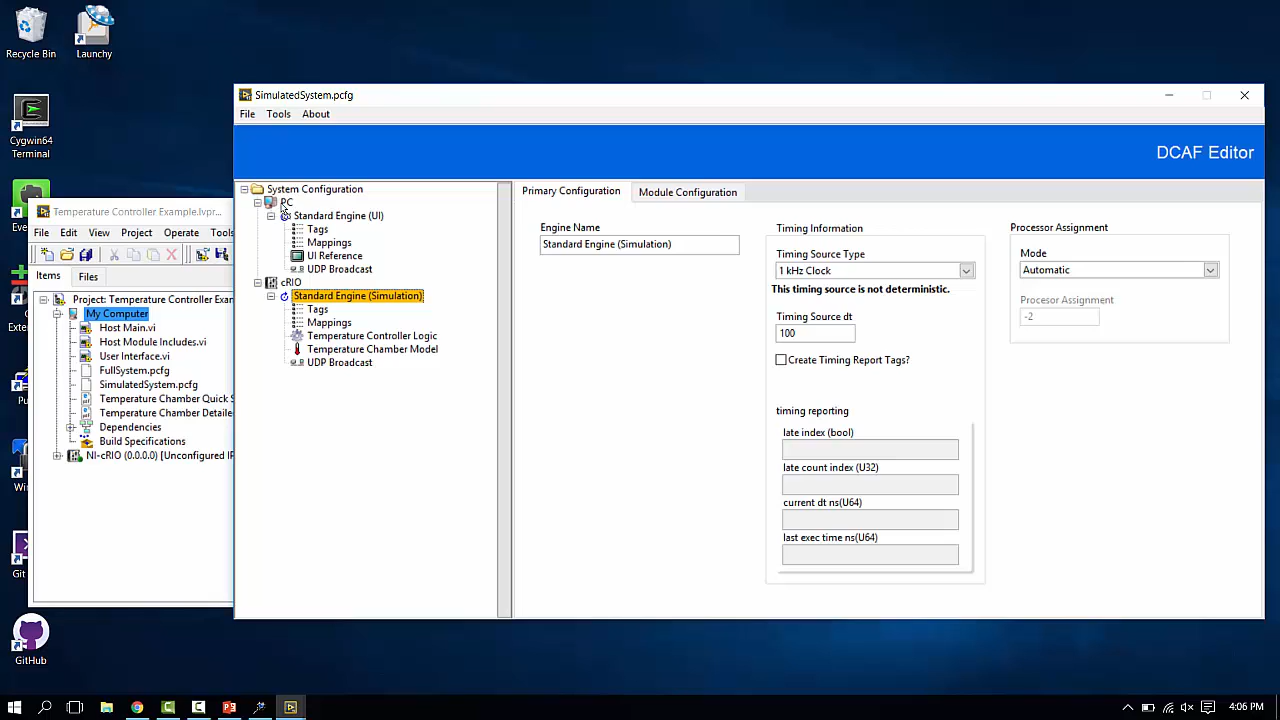 Recycle Bin
Launchy
Cygwin64
Terminal
GitHub
Temperature Controller Example.lvpr...
File Edit View Project Operate Tools
Items Files
Project: Temperature Controller Exam
My Computer
Host Main.vi
Host Module Includes.vi
User Interface.vi
FullSystem.pcfg
SimulatedSystem.pcfg
Temperature Chamber Quick S
Temperature Chamber Detaile
Dependencies
Build Specifications
NI-cRIO (0.0.0.0) [Unconfigured IP
SimulatedSystem.pcfg
File Tools About
DCAF Editor
System Configuration
PC
Standard Engine (UI)
Tags
Mappings
UI Reference
UDP Broadcast
cRIO
Standard Engine (Simulation)
Tags
Mappings
Temperature Controller Logic
Temperature Chamber Model
UDP Broadcast
Primary Configuration Module Configuration
Engine Name
Standard Engine (Simulation)
Timing Information
Timing Source Type
1 kHz Clock
This timing source is not deterministic.
Timing Source dt
100
Create Timing Report Tags?
timing reporting
late index (bool)
late count index (U32)
current dt ns(U64)
last exec time ns(U64)
Processor Assignment
Mode
Automatic
Procesor Assignment
-2
4:06 PM